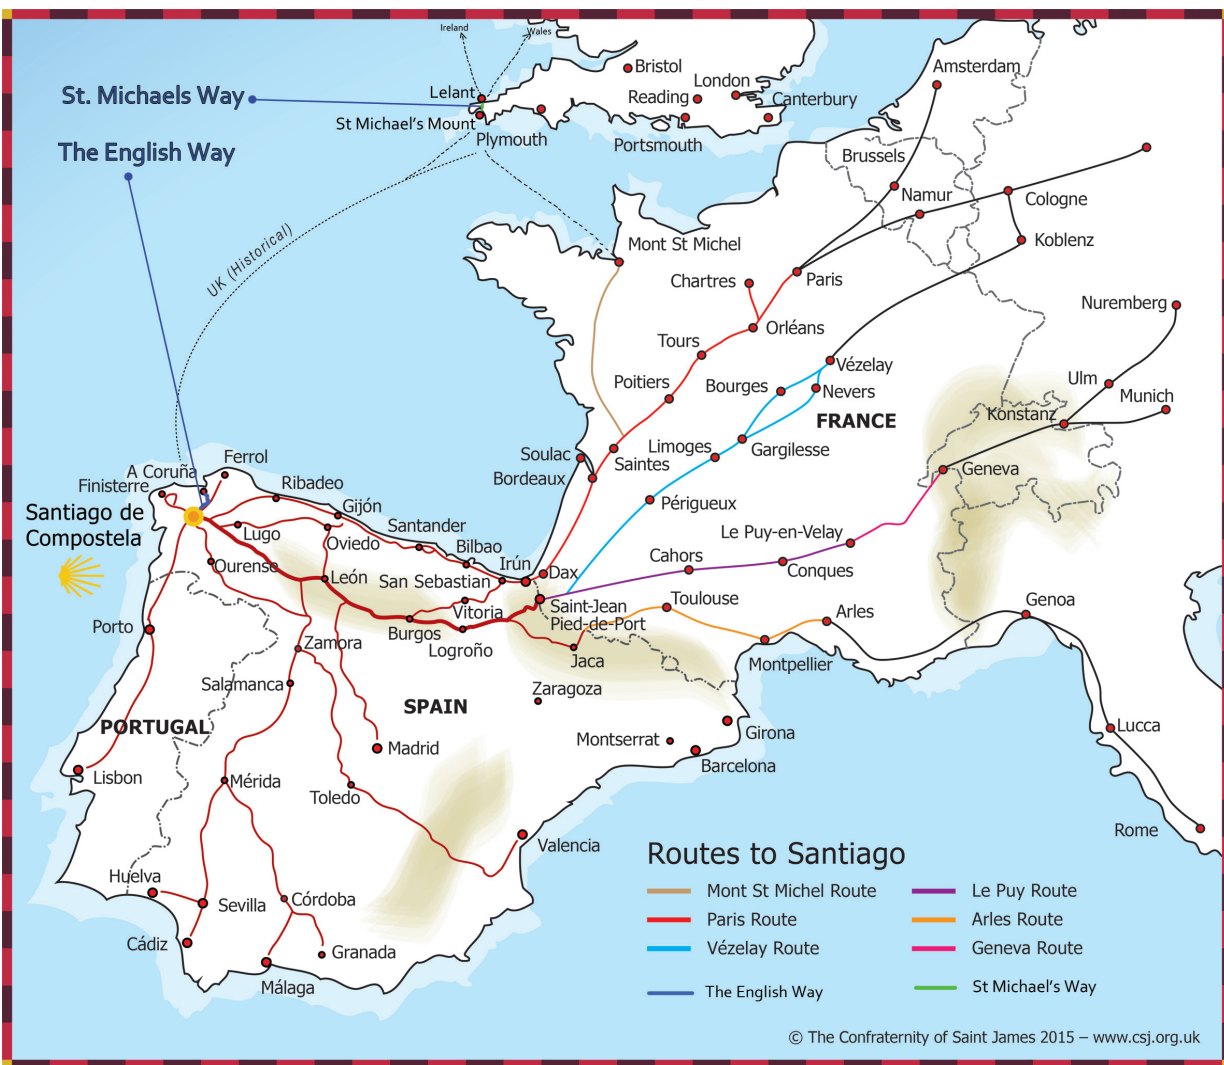 Ireland
Wales
Bristol
Amsterdam
London
Lelant
St. Michaels Way
Reading
Canterbury
St Michael's Mount
Plymouth
Portsmouth
The English Way
Brussels
Namur
Cologne
UK (Historical)
Mont St Michel
Koblenz
Chartres
Paris
Nuremberg
Orléans
Tours
Vézelay
Poitiers
Bourges
Nevers
Ulm
Munich
FRANCE
Konstanz
Limoges
Gargilesse
Soulac
Saintes
Ferrol
A Coruña
Geneva
Bordeaux
Finisterre
Ribadeo
Gijón
Périgueux
Santiago de
Compostela
Santander
Lugo
Oviedo
Le Puy-en-Velay
Bilbao
Cahors
Irún
Ourense
León
San Sebastian
Dax
Conques
Vitoria
Saint-Jean
Pied-de-Port
Toulouse
Arles
Genoa
Porto
Burgos
Logroño
Zamora
Jaca
Montpellier
Salamanca
Zaragoza
SPAIN
PORTUGAL
Montserrat
Girona
Lucca
Madrid
Barcelona
Lisbon
Mérida
Toledo
Rome
Valencia
Routes to Santiago
Huelva
Mont St Michel Route
Le Puy Route
Sevilla
Córdoba
Paris Route
Arles Route
Cádiz
Granada
Vézelay Route
Geneva Route
Málaga
The English Way
St Michael's Way
© The Confraternity of Saint James 2015 – www.csj.org.uk